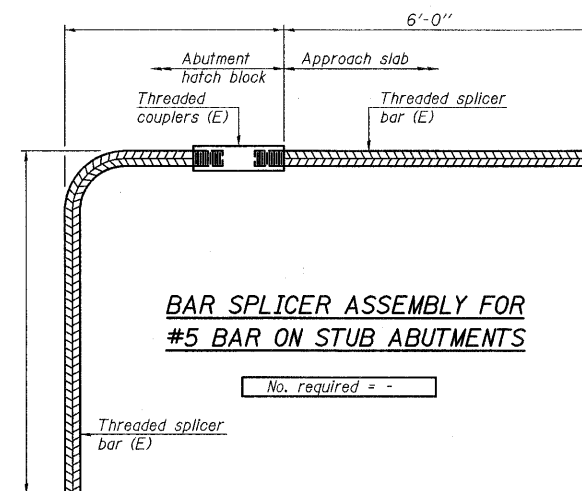 6'-0"
Abutment
hatch block
Approach slab
Threaded
couplers (E)
Threaded splicer
bar (E)
BAR SPLICER ASSEMBLY FOR
#5 BAR ON STUB ABUTMENTS
No. required = -
Threaded splicer
bar (E)